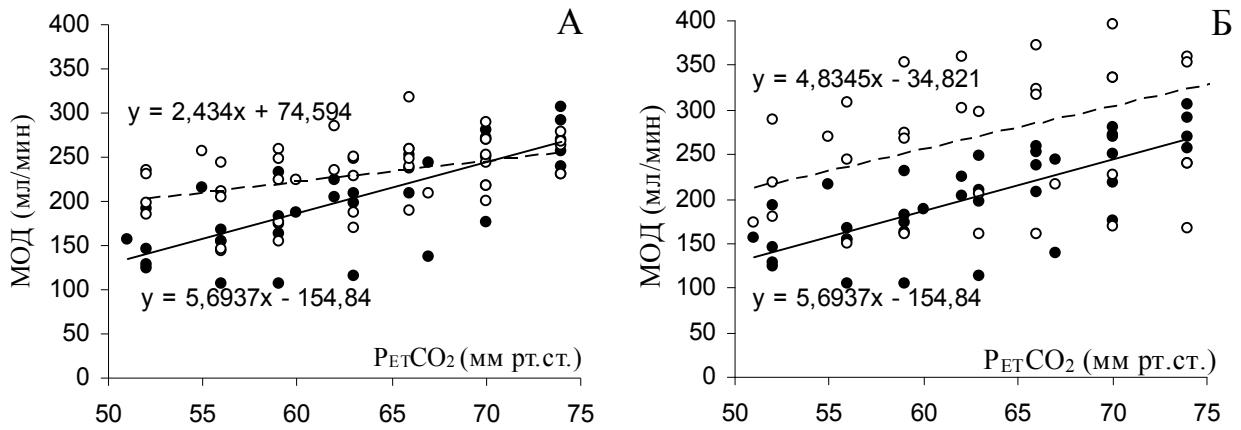 А
МОД (мл/мин)
400
350
300
250
200
150
100
50
0
y = 2,434x + 74,594
y = 5,6937x - 154,84
PETCO2 (мм рт.ст.)
50 55 60 65 70 75
Б
МОД (мл/мин)
400
350
300
250
200
150
100
50
0
y = 4,8345x - 34,821
y = 5,6937x - 154,84
PETCO2 (мм рт.ст.)
50 55 60 65 70 75